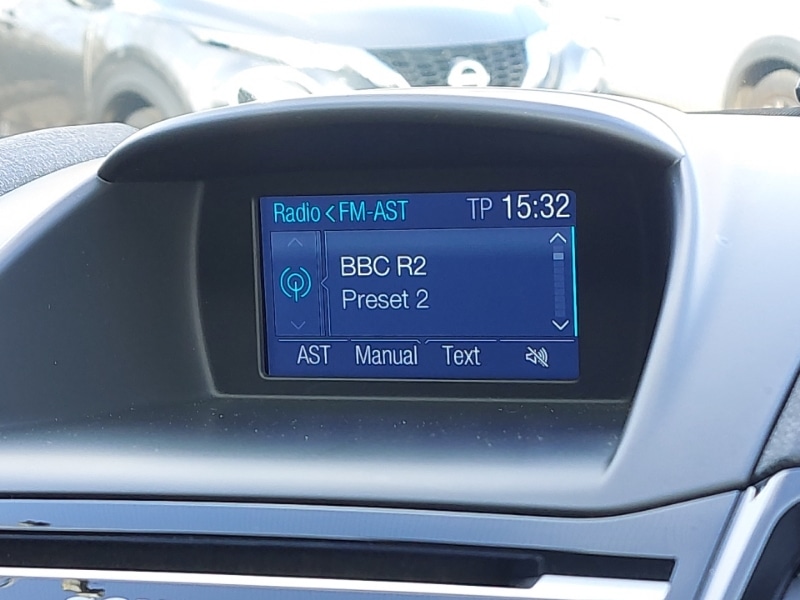 Radio < FM-AST TP 15:32
BBC R2
Preset 2
AST Manual Text